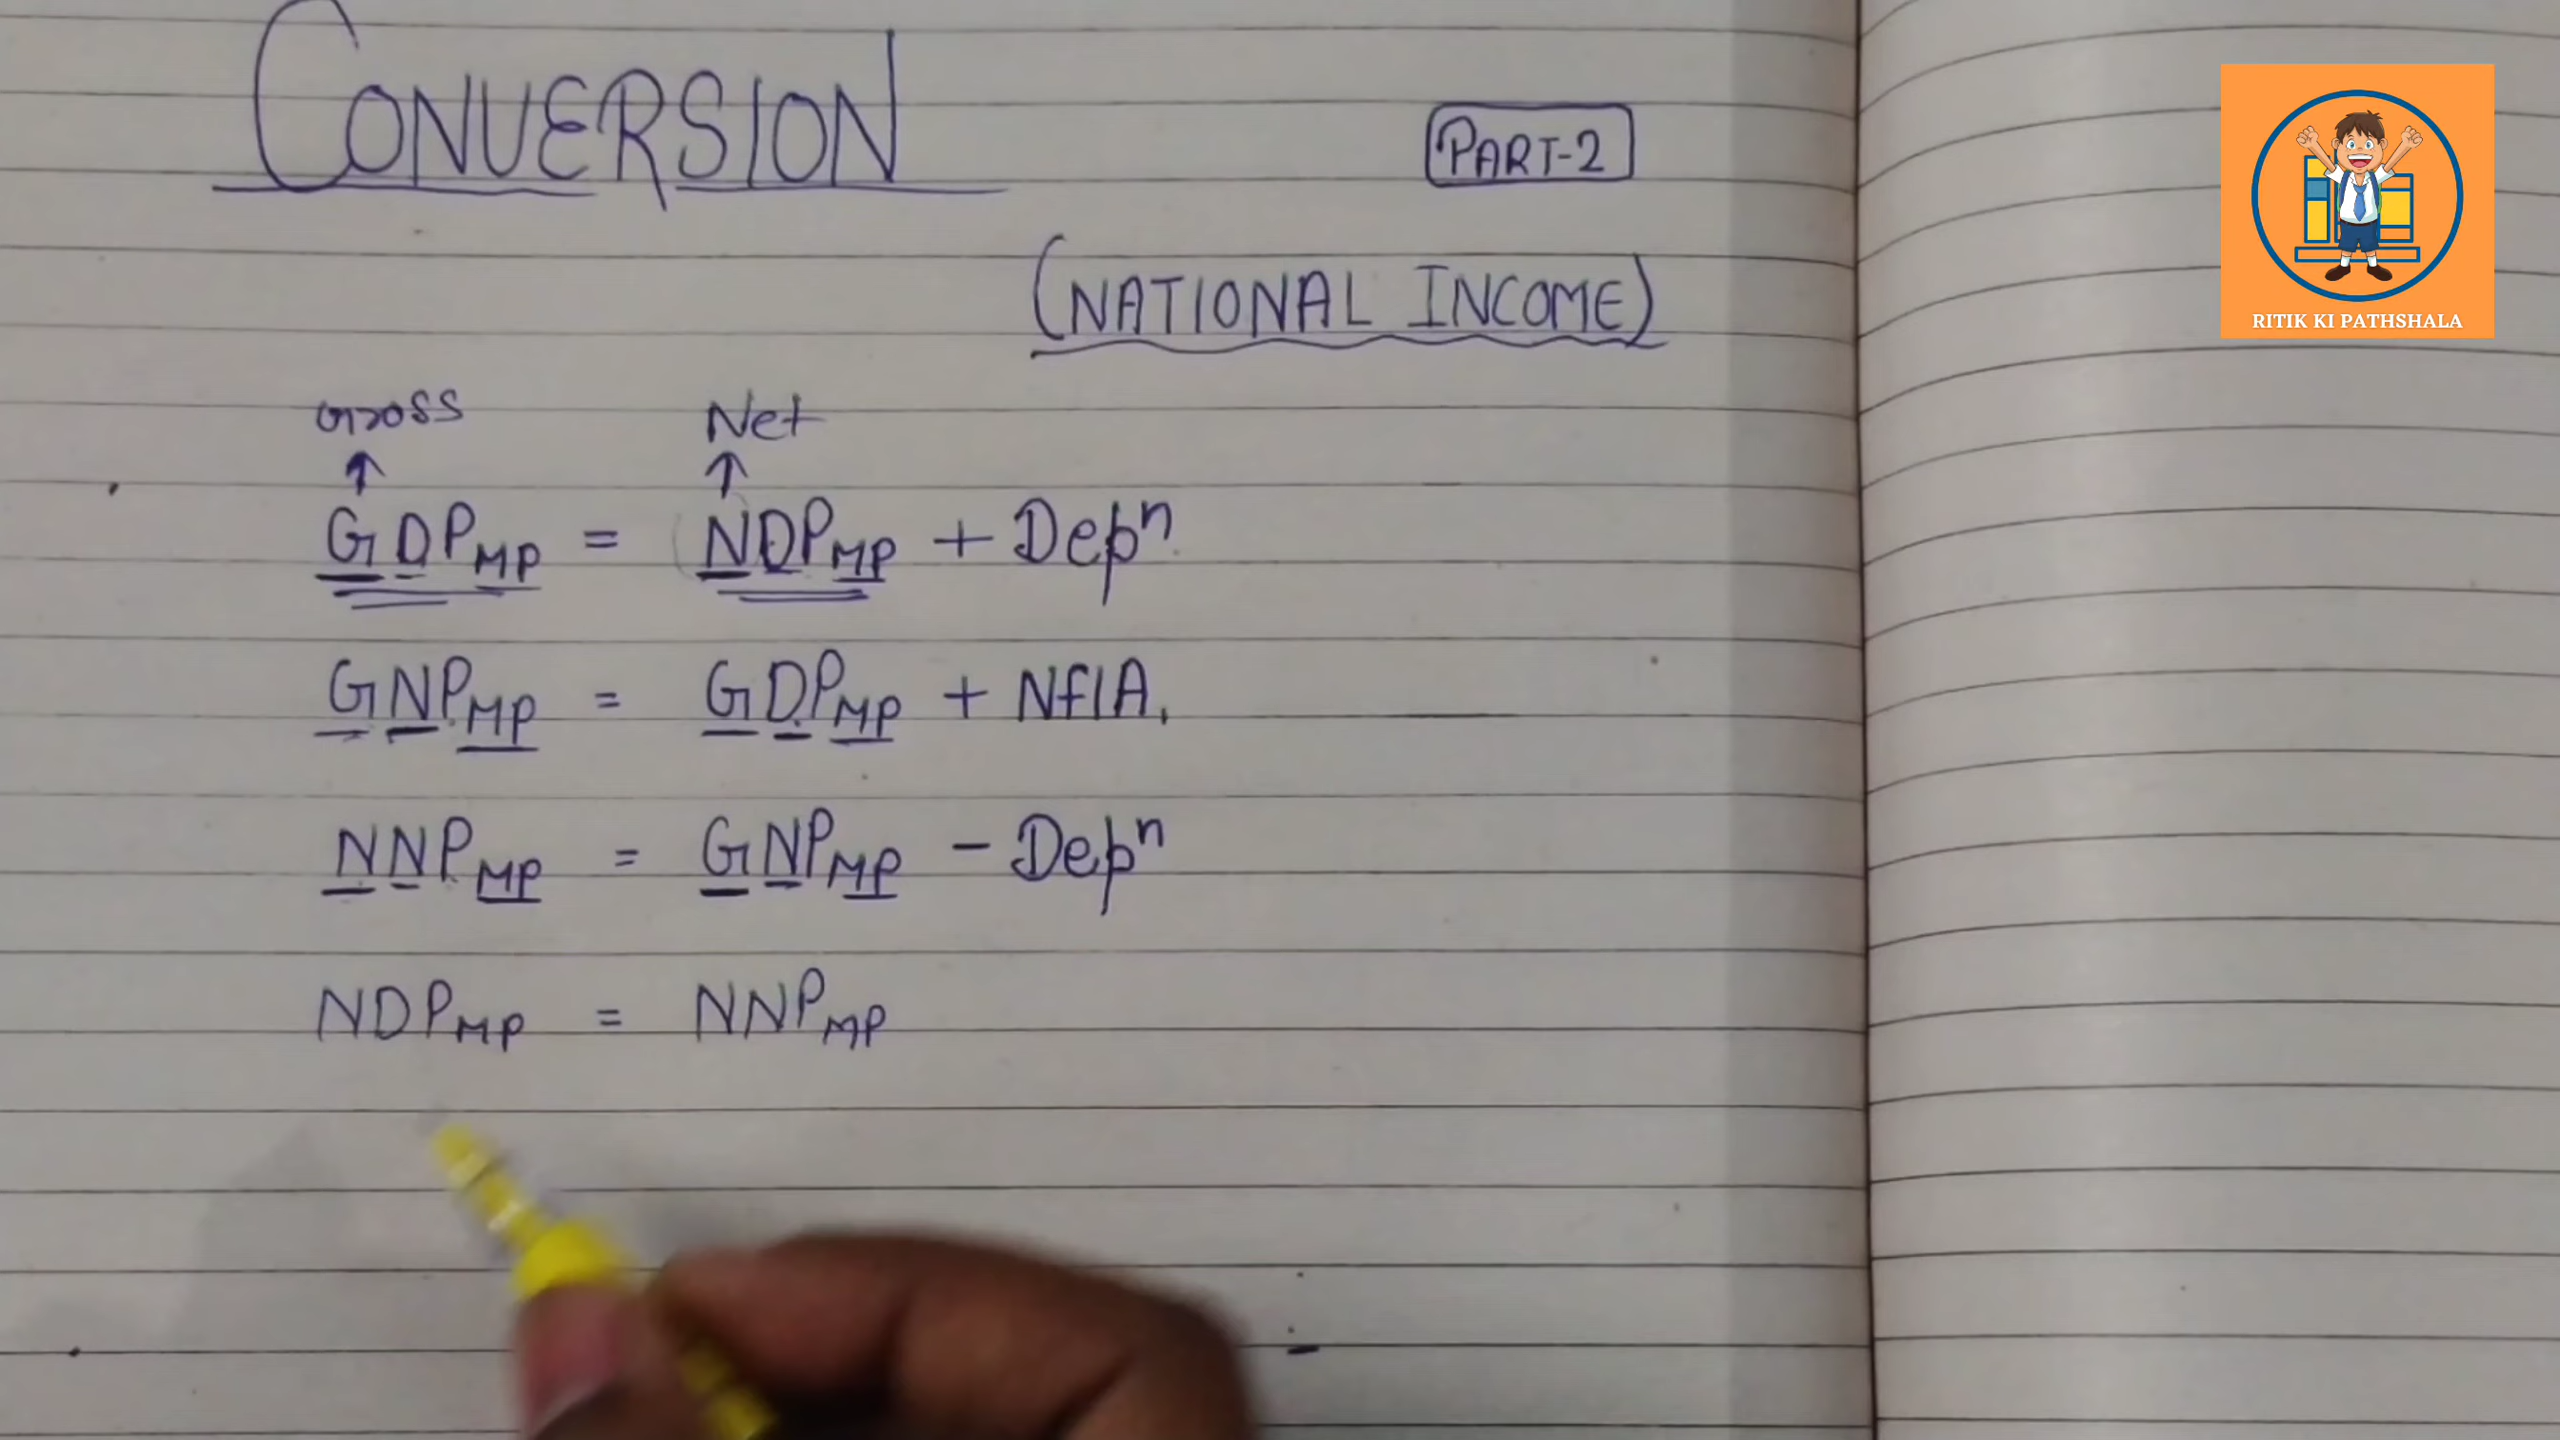 CONVERSION
PART-2
RITIK KI PATHSHALA
(NATIONAL INCOME)
Gross Net
GDPMP = NDPMP + Depⁿ
GNPMP = GDPMP + NFIA.
NNPMP = GNPMP - Depⁿ
NDPMP = NNPMP